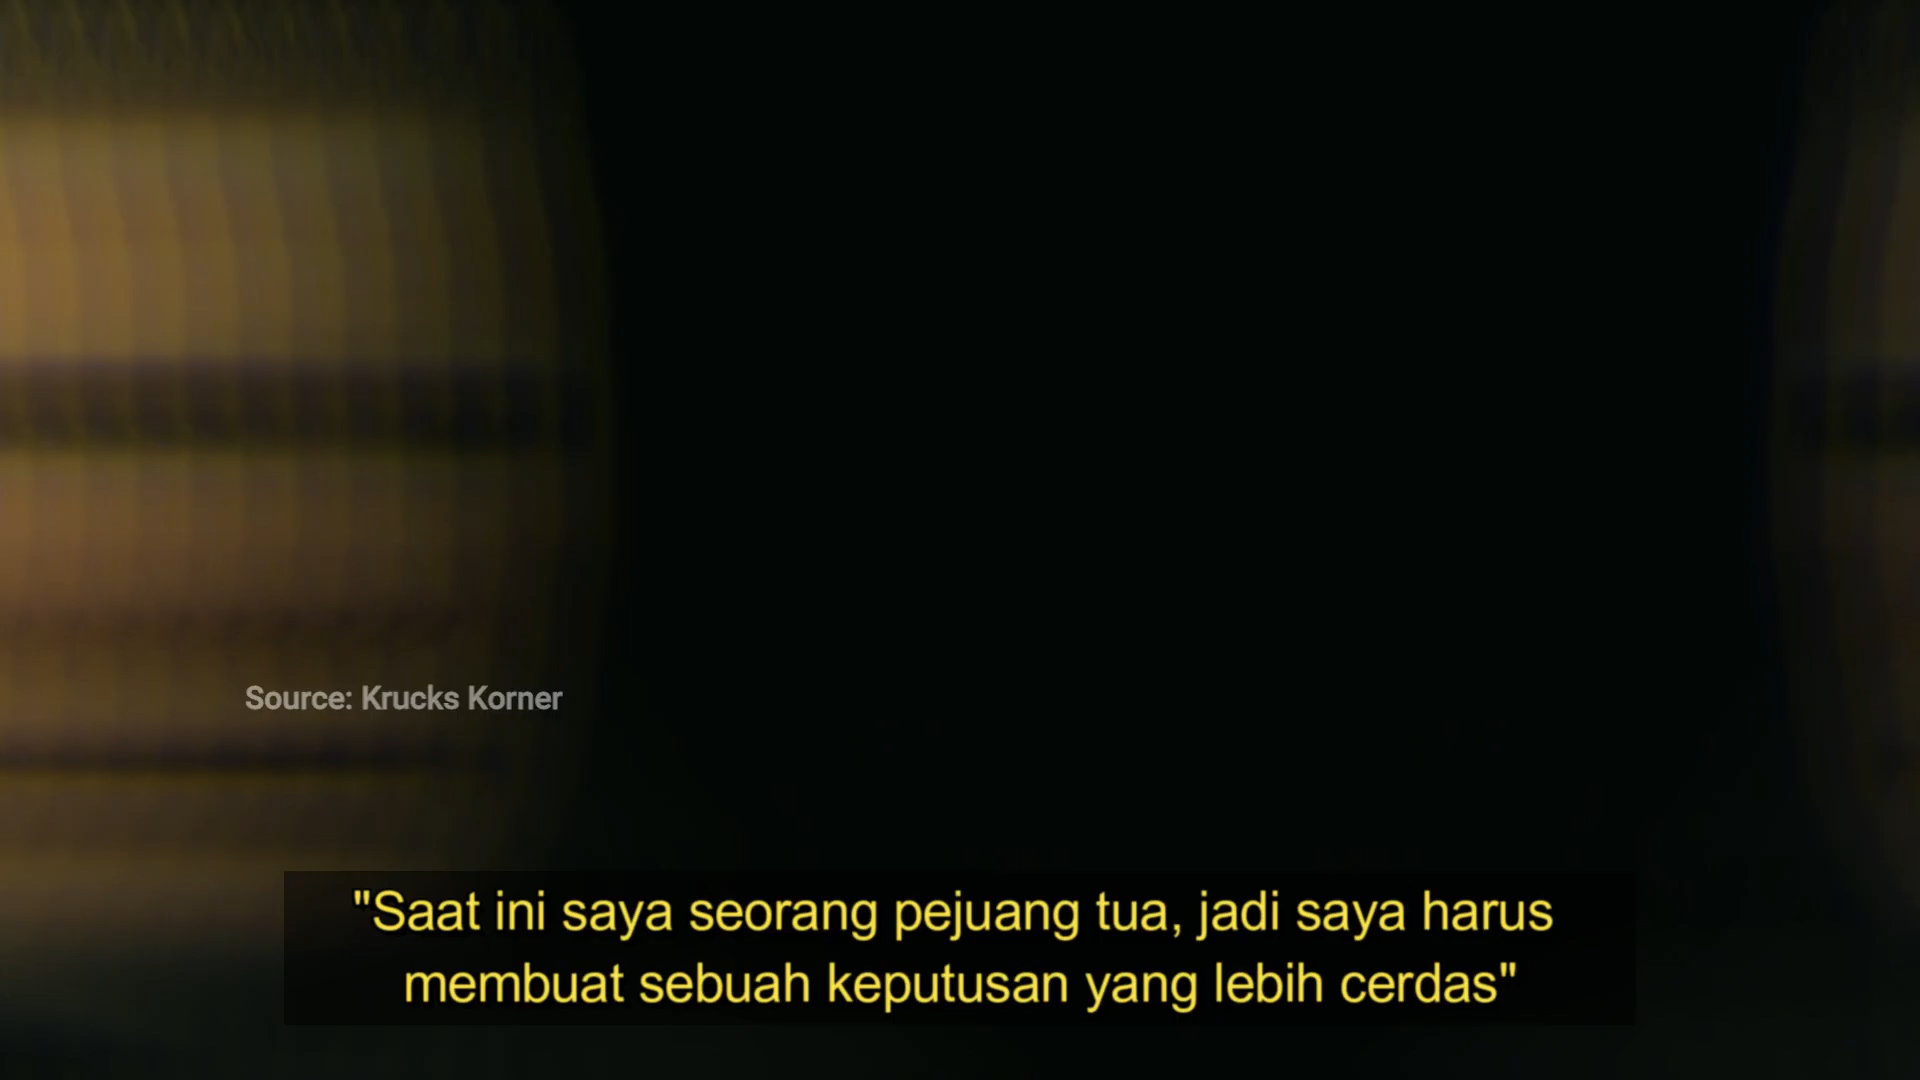 Source: Krucks Korner
"Saat ini saya seorang pejuang tua, jadi saya harus
membuat sebuah keputusan yang lebih cerdas"